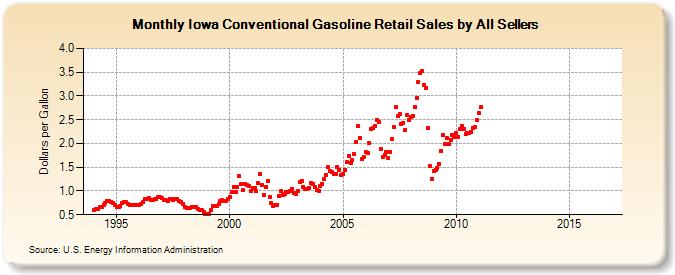 Monthly Iowa Conventional Gasoline Retail Sales by All Sellers
Dollars per Gallon
4.0
3.5
3.0
2.5
2.0
1.5
1.0
0.5
1995 2000 2005 2010 2015
Source: U.S. Energy Information Administration